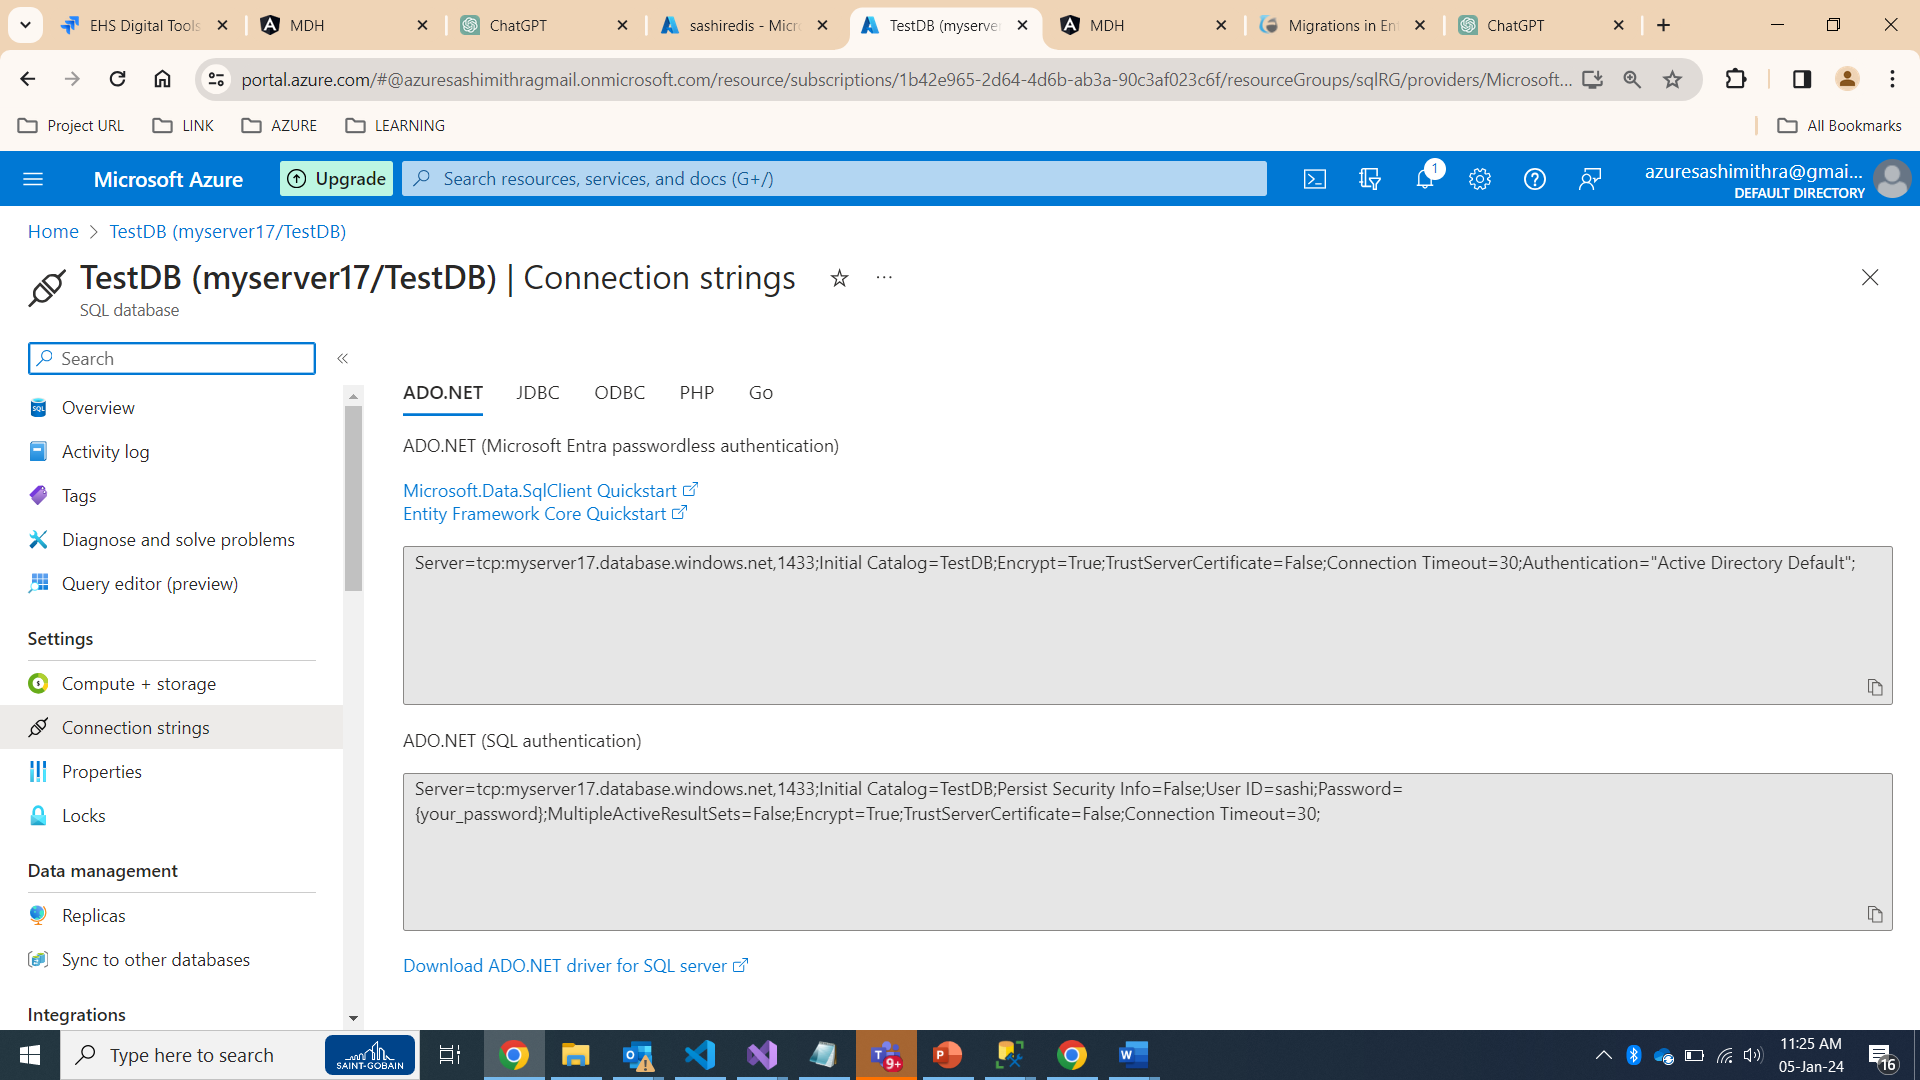 EHS Digital Tools
MDH
ChatGPT
sashiredis - Micro
TestDB (myserver
MDH
Migrations in Ent
ChatGPT
portal.azure.com/#@azuresashimithragmail.onmicrosoft.com/resource/subscriptions/1b42e965-2d64-4d6b-ab3a-90c3af023c6f/resourceGroups/sqlRG/providers/Microsoft...
Project URL
LINK
AZURE
LEARNING
All Bookmarks
Microsoft Azure
Upgrade
Search resources, services, and docs (G+/)
1
azuresashimithra@gmai...
DEFAULT DIRECTORY
Home > TestDB (myserver17/TestDB)
TestDB (myserver17/TestDB) | Connection strings
SQL database
Search
Overview
Activity log
Tags
Diagnose and solve problems
Query editor (preview)
Settings
Compute + storage
Connection strings
Properties
Locks
Data management
Replicas
Sync to other databases
Integrations
ADO.NET
JDBC
ODBC
PHP
Go
ADO.NET (Microsoft Entra passwordless authentication)
Microsoft.Data.SqlClient Quickstart
Entity Framework Core Quickstart
Server=tcp:myserver17.database.windows.net,1433;Initial Catalog=TestDB;Encrypt=True;TrustServerCertificate=False;Connection Timeout=30;Authentication="Active Directory Default";
ADO.NET (SQL authentication)
Server=tcp:myserver17.database.windows.net,1433;Initial Catalog=TestDB;Persist Security Info=False;User ID=sashi;Password=
{your_password};MultipleActiveResultSets=False;Encrypt=True;TrustServerCertificate=False;Connection Timeout=30;
Download ADO.NET driver for SQL server
Type here to search
SAINT-GOBAIN
9+
11:25 AM
05-Jan-24
16